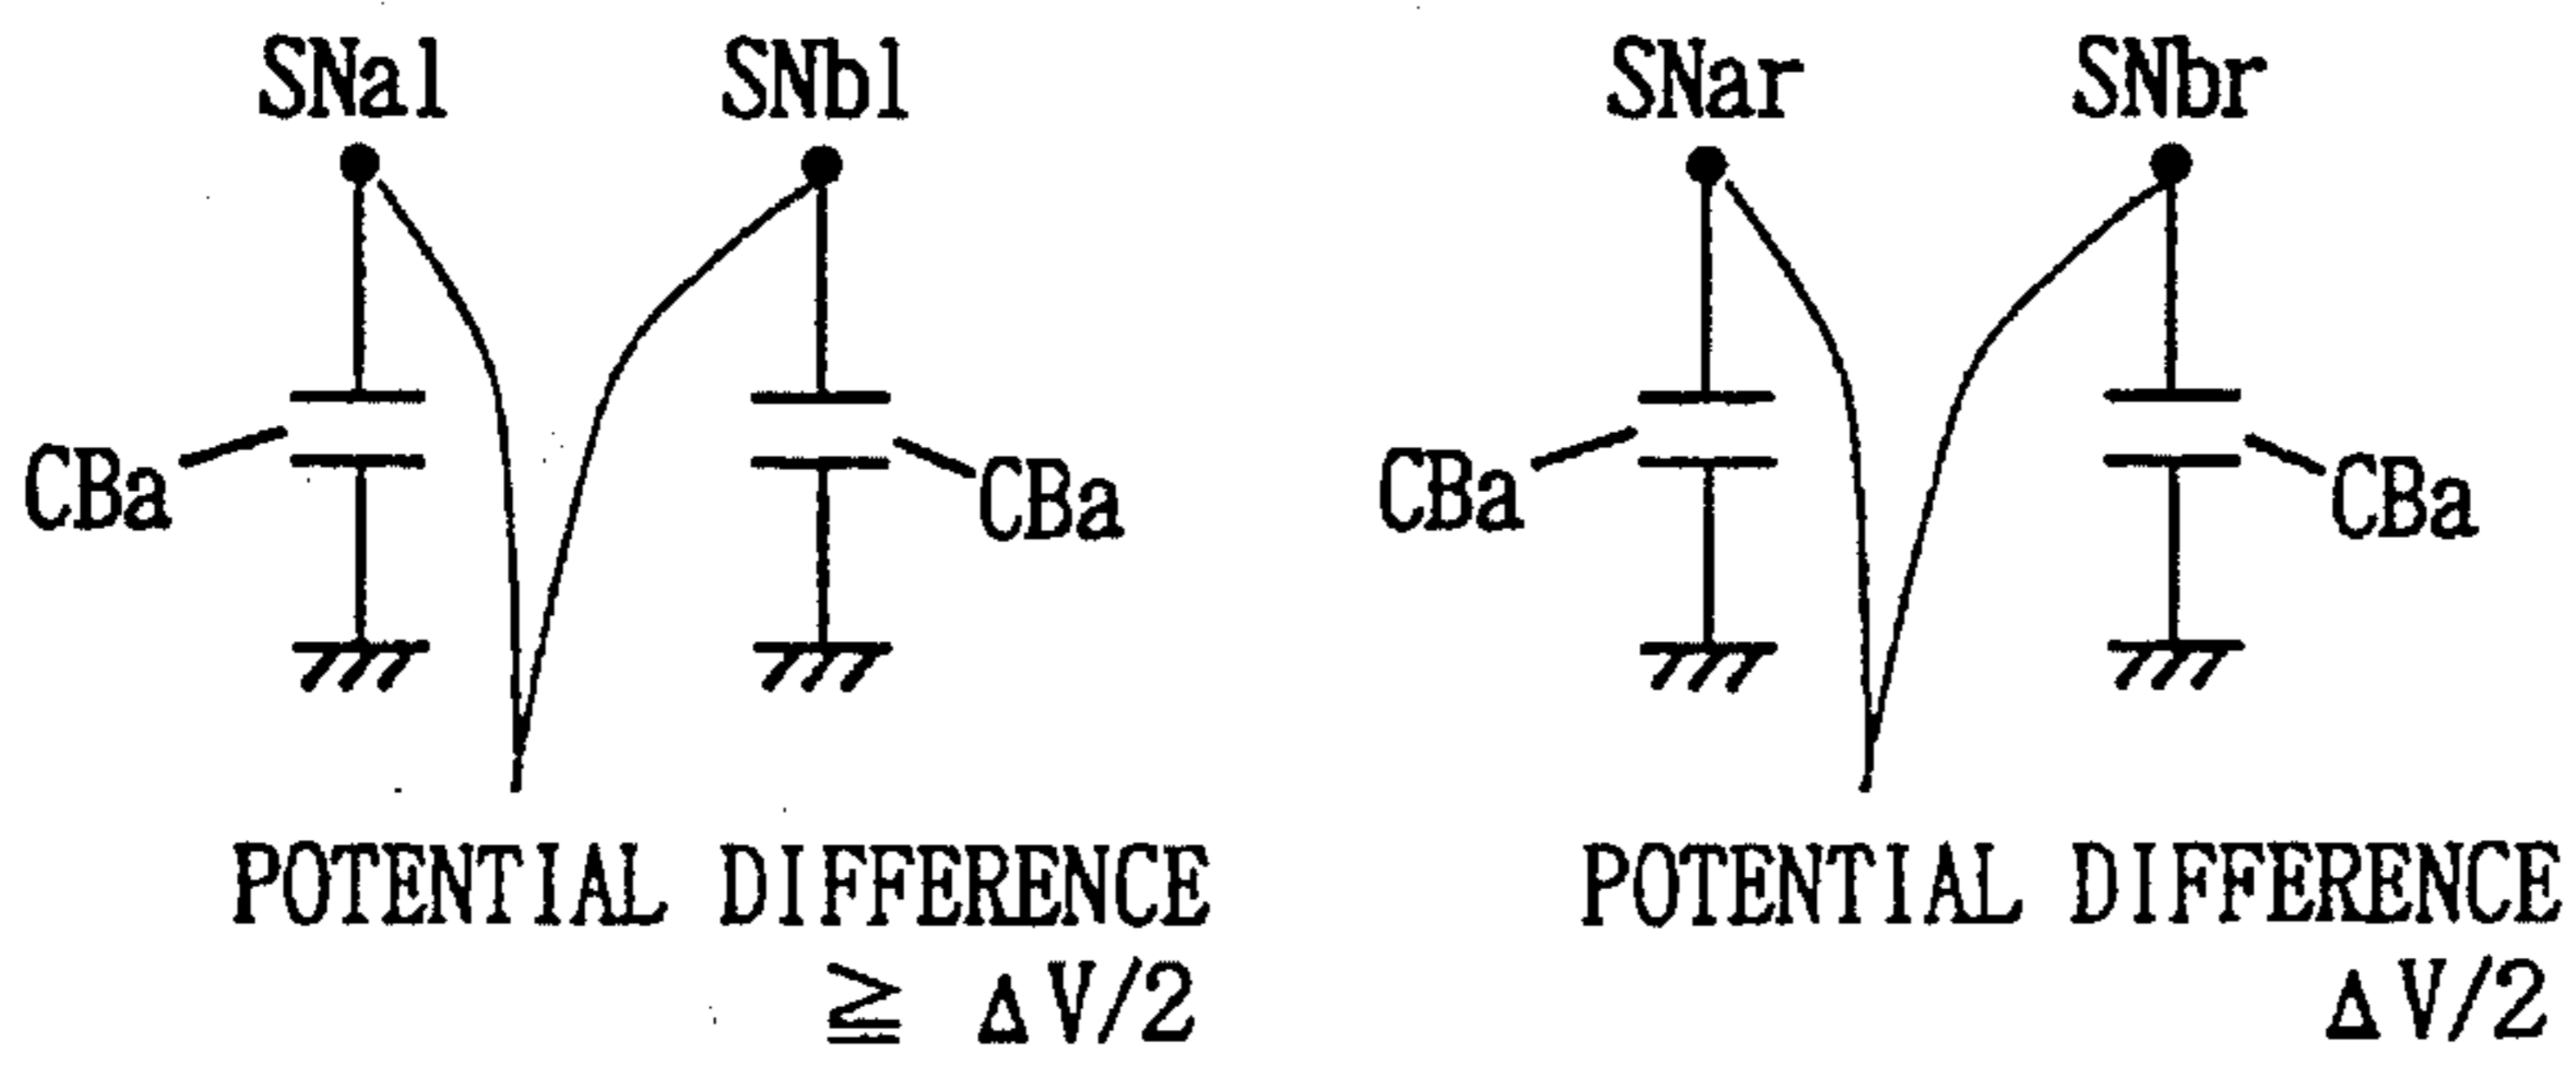 SNal SNbl SNar SNbr
CBa CBa CBa CBa
POTENTIAL DIFFERENCE POTENTIAL DIFFERENCE
≧ ΔV/2 ΔV/2